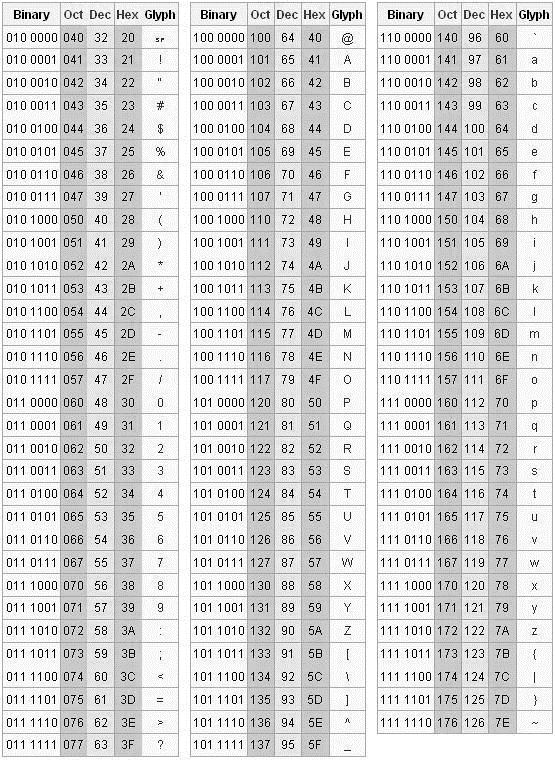 Binary Oct Dec Hex Glyph
010 0000 040 32 20 SP
010 0001 041 33 21 !
010 0010 042 34 22 "
010 0011 043 35 23 #
010 0100 044 36 24 $
010 0101 045 37 25 %
010 0110 046 38 26 &
010 0111 047 39 27 '
010 1000 050 40 28 (
010 1001 051 41 29 )
010 1010 052 42 2A *
010 1011 053 43 2B +
010 1100 054 44 2C ,
010 1101 055 45 2D -
010 1110 056 46 2E .
010 1111 057 47 2F /
011 0000 060 48 30 0
011 0001 061 49 31 1
011 0010 062 50 32 2
011 0011 063 51 33 3
011 0100 064 52 34 4
011 0101 065 53 35 5
011 0110 066 54 36 6
011 0111 067 55 37 7
011 1000 070 56 38 8
011 1001 071 57 39 9
011 1010 072 58 3A :
011 1011 073 59 3B ;
011 1100 074 60 3C <
011 1101 075 61 3D =
011 1110 076 62 3E >
011 1111 077 63 3F ?
Binary Oct Dec Hex Glyph
100 0000 100 64 40 @
100 0001 101 65 41 A
100 0010 102 66 42 B
100 0011 103 67 43 C
100 0100 104 68 44 D
100 0101 105 69 45 E
100 0110 106 70 46 F
100 0111 107 71 47 G
100 1000 110 72 48 H
100 1001 111 73 49 I
100 1010 112 74 4A J
100 1011 113 75 4B K
100 1100 114 76 4C L
100 1101 115 77 4D M
100 1110 116 78 4E N
100 1111 117 79 4F O
101 0000 120 80 50 P
101 0001 121 81 51 Q
101 0010 122 82 52 R
101 0011 123 83 53 S
101 0100 124 84 54 T
101 0101 125 85 55 U
101 0110 126 86 56 V
101 0111 127 87 57 W
101 1000 130 88 58 X
101 1001 131 89 59 Y
101 1010 132 90 5A Z
101 1011 133 91 5B [
101 1100 134 92 5C \
101 1101 135 93 5D ]
101 1110 136 94 5E ^
101 1111 137 95 5F _
Binary Oct Dec Hex Glyph
110 0000 140 96 60 `
110 0001 141 97 61 a
110 0010 142 98 62 b
110 0011 143 99 63 c
110 0100 144 100 64 d
110 0101 145 101 65 e
110 0110 146 102 66 f
110 0111 147 103 67 g
110 1000 150 104 68 h
110 1001 151 105 69 i
110 1010 152 106 6A j
110 1011 153 107 6B k
110 1100 154 108 6C l
110 1101 155 109 6D m
110 1110 156 110 6E n
110 1111 157 111 6F o
111 0000 160 112 70 p
111 0001 161 113 71 q
111 0010 162 114 72 r
111 0011 163 115 73 s
111 0100 164 116 74 t
111 0101 165 117 75 u
111 0110 166 118 76 v
111 0111 167 119 77 w
111 1000 170 120 78 x
111 1001 171 121 79 y
111 1010 172 122 7A z
111 1011 173 123 7B {
111 1100 174 124 7C |
111 1101 175 125 7D }
111 1110 176 126 7E ~